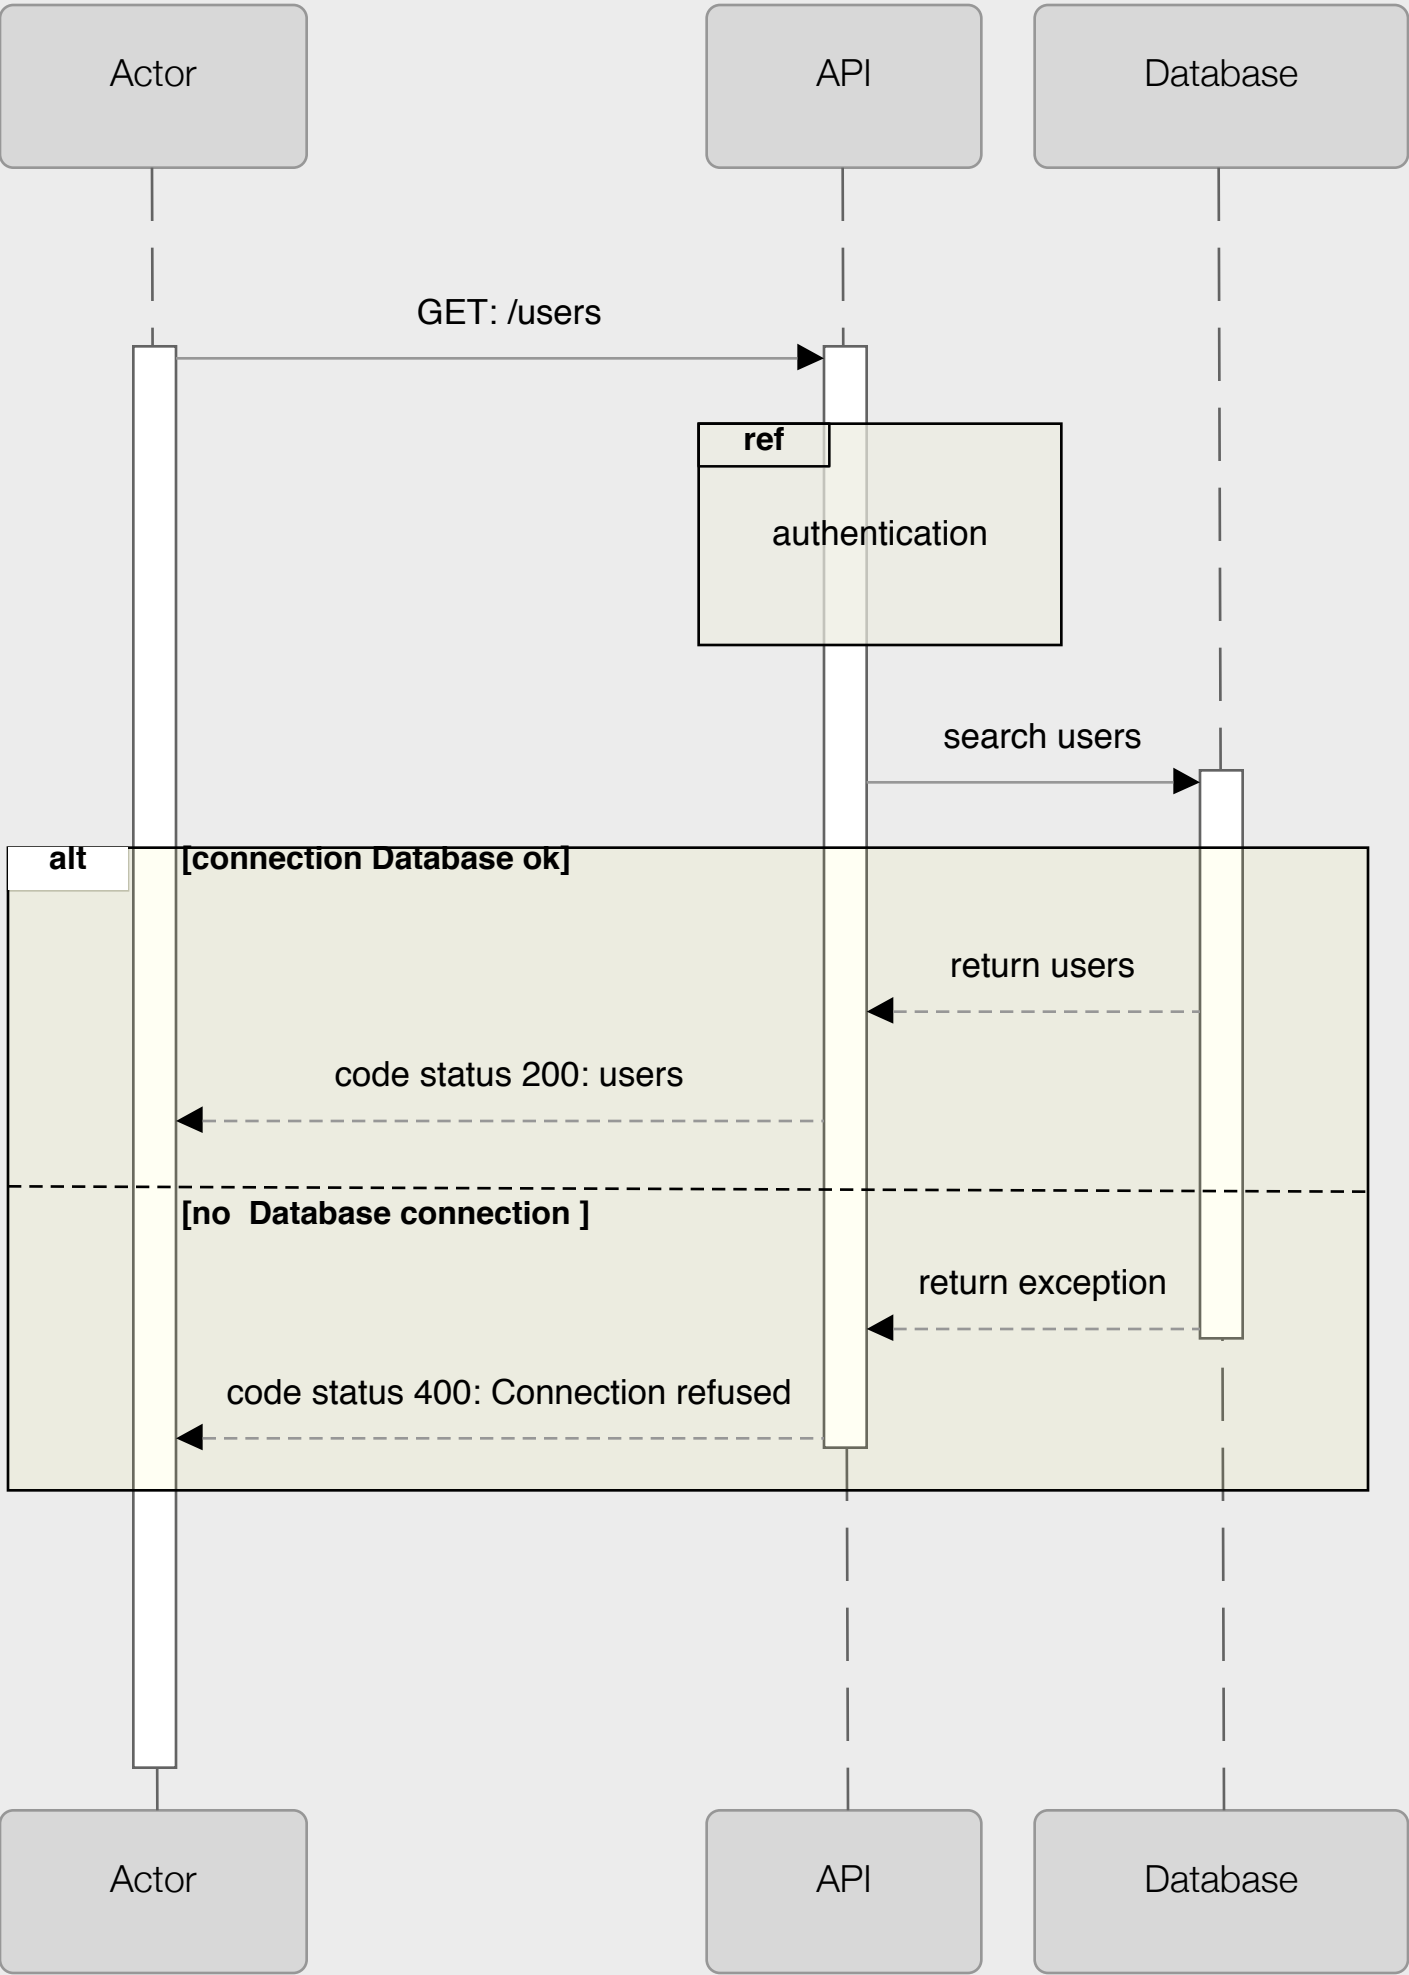 Actor
API
Database
GET: /users
ref
authentication
search users
alt
[connection Database ok]
return users
code status 200: users
[no  Database connection ]
return exception
code status 400: Connection refused
Actor
API
Database